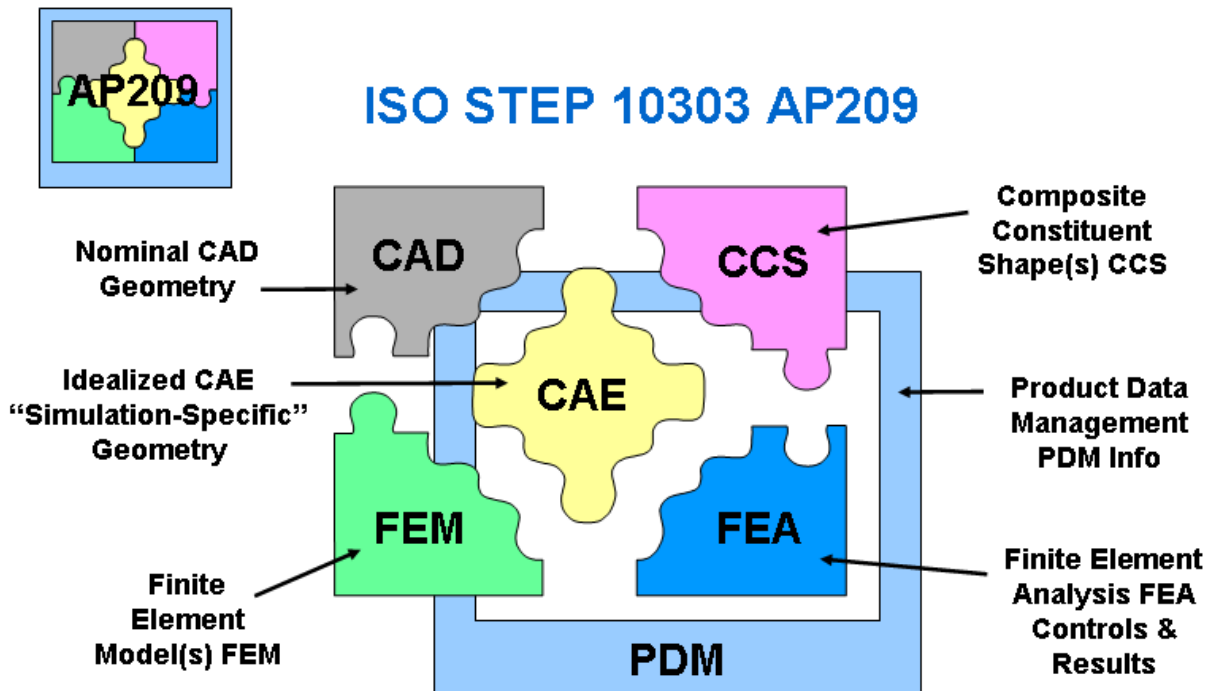 AP209
ISO STEP 10303 AP209
CAD
CCS
Composite
Constituent
Shape(s) CCS
Nominal CAD
Geometry
Idealized CAE
“Simulation-Specific”
Geometry
CAE
Product Data
Management
PDM Info
FEM
FEA
Finite
Element
Model(s) FEM
Finite Element
Analysis FEA
Controls &
Results
PDM